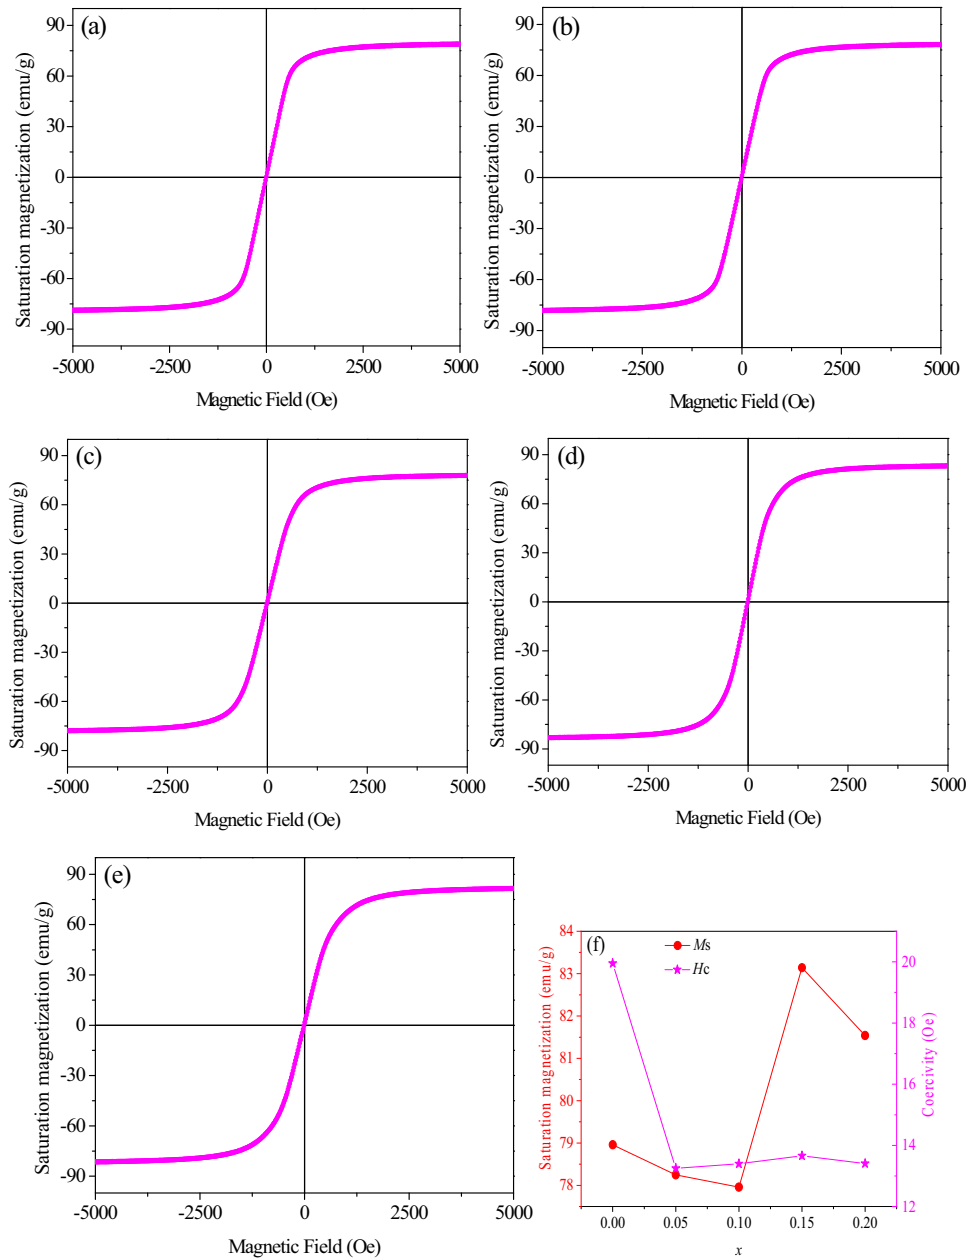 (a)
90
60
30
0
-30
-60
-90
-5000 -2500 0 2500 5000
Saturation magnetization (emu/g)
Magnetic Field (Oe)
(b)
90
60
30
0
-30
-60
-90
-5000 -2500 0 2500 5000
Saturation magnetization (emu/g)
Magnetic Field (Oe)
(c)
90
60
30
0
-30
-60
-90
-5000 -2500 0 2500 5000
Saturation magnetization (emu/g)
Magnetic Field (Oe)
(d)
90
60
30
0
-30
-60
-90
-5000 -2500 0 2500 5000
Saturation magnetization (emu/g)
Magnetic Field (Oe)
(e)
90
60
30
0
-30
-60
-90
-5000 -2500 0 2500 5000
Saturation magnetization (emu/g)
Magnetic Field (Oe)
(f)
Ms
Hc
84
83
82
81
80
79
78
Saturation magnetization (emu/g)
20
18
16
14
12
Coercivity (Oe)
0.00 0.05 0.10 0.15 0.20
x